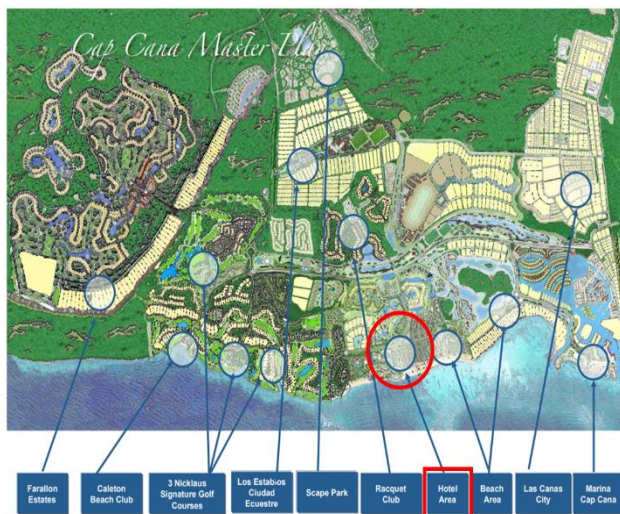 Cap Cana Master Plan
Farallon
Estates
Caleton
Beach Club
3 Nicklaus
Signature Golf
Courses
Los Establos
Ciudad
Ecuestre
Scape Park
Racquet
Club
Hotel
Area
Beach
Area
Las Canas
City
Marina
Cap Cana